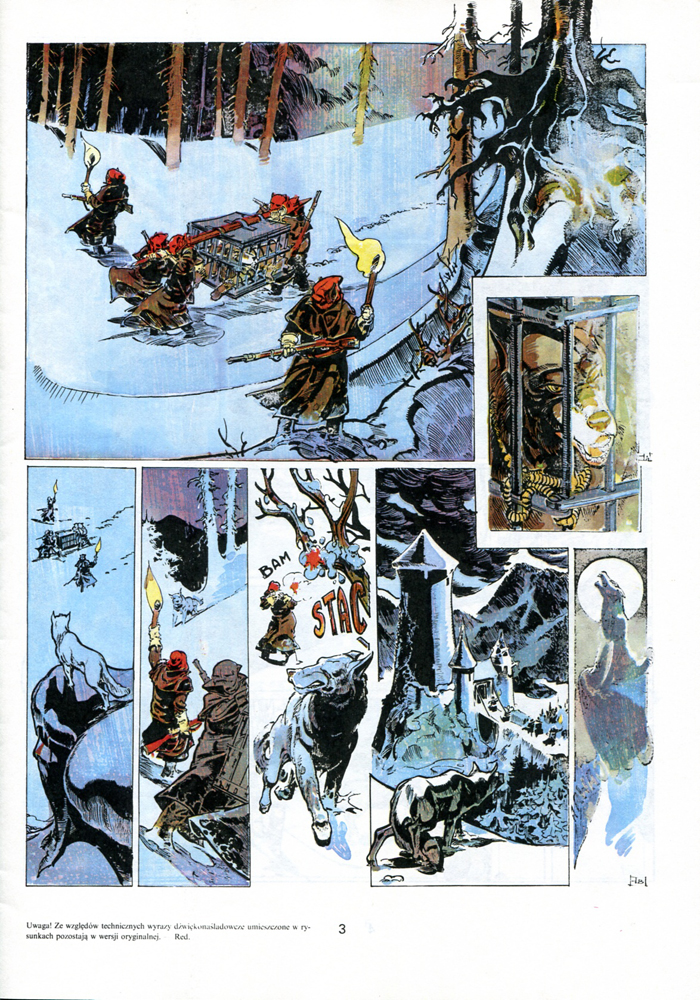 BAM
STAC
Uwaga! Ze względów technicznych wyrazy dźwiękonaśladowcze umieszczone w ry-
sunkach pozostają w wersji oryginalnej. Red.
3